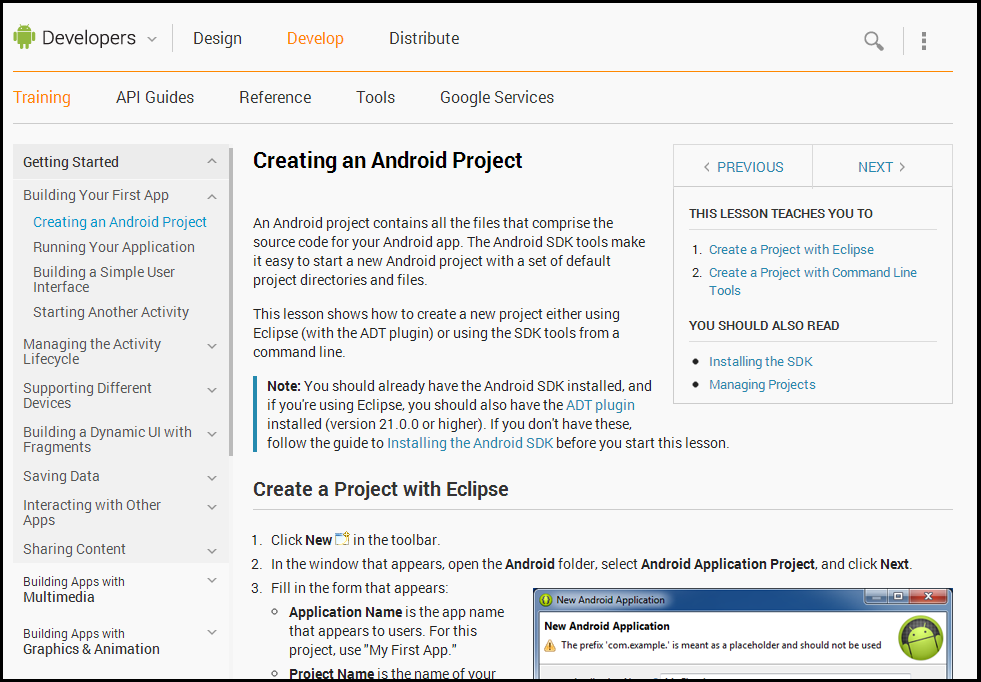 Developers
Design
Develop
Distribute
Training
API Guides
Reference
Tools
Google Services
Getting Started
Building Your First App
Creating an Android Project
Running Your Application
Building a Simple User
Interface
Starting Another Activity
Managing the Activity
Lifecycle
Supporting Different
Devices
Building a Dynamic UI with
Fragments
Saving Data
Interacting with Other
Apps
Sharing Content
Building Apps with
Multimedia
Building Apps with
Graphics & Animation
Creating an Android Project
An Android project contains all the files that comprise the
source code for your Android app. The Android SDK tools make
it easy to start a new Android project with a set of default
project directories and files.
This lesson shows how to create a new project either using
Eclipse (with the ADT plugin) or using the SDK tools from a
command line.
Note: You should already have the Android SDK installed, and
if you're using Eclipse, you should also have the ADT plugin
installed (version 21.0.0 or higher). If you don't have these,
follow the guide to Installing the Android SDK before you start this lesson.
PREVIOUS
NEXT
THIS LESSON TEACHES YOU TO
1. Create a Project with Eclipse
2. Create a Project with Command Line
Tools
YOU SHOULD ALSO READ
• Installing the SDK
• Managing Projects
Create a Project with Eclipse
1. Click New in the toolbar.
2. In the window that appears, open the Android folder, select Android Application Project, and click Next.
3. Fill in the form that appears:
Application Name is the app name
that appears to users. For this
project, use "My First App."
Project Name is the name of your
New Android Application
New Android Application
The prefix 'com.example.' is meant as a placeholder and should not be used